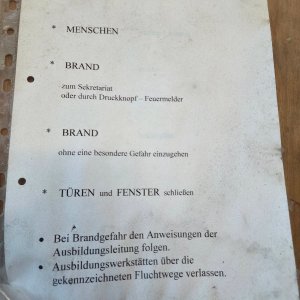 * MENSCHEN
* BRAND
zum Sekretariat
oder durch Druckknopf – Feuermelder
* BRAND
ohne eine besondere Gefahr einzugehen
* TÜREN und FENSTER schließen
• Bei Brandgefahr den Anweisungen der
Ausbildungsleitung folgen.
• Ausbildungswerkstätten über die
gekennzeichneten Fluchtwege verlassen.